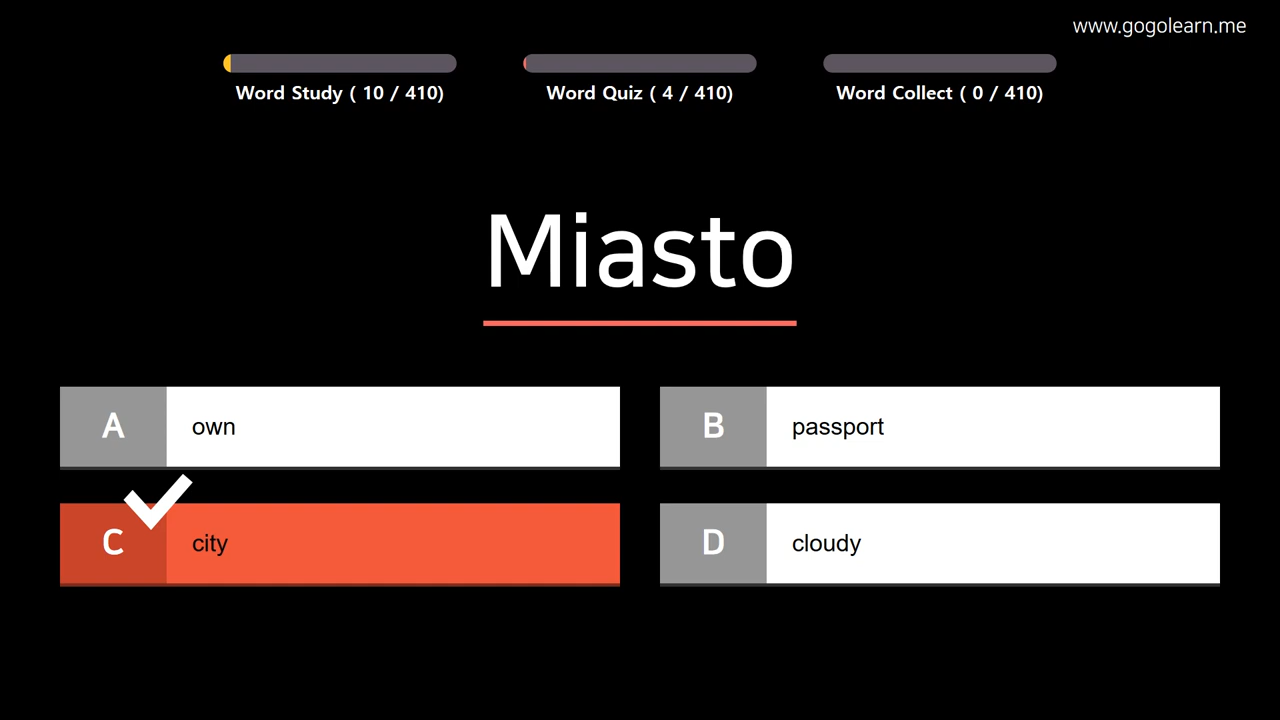 www.gogolearn.me
Word Study ( 10 / 410)
Word Quiz ( 4 / 410)
Word Collect ( 0 / 410)
Miasto
A own
B passport
C city
D cloudy